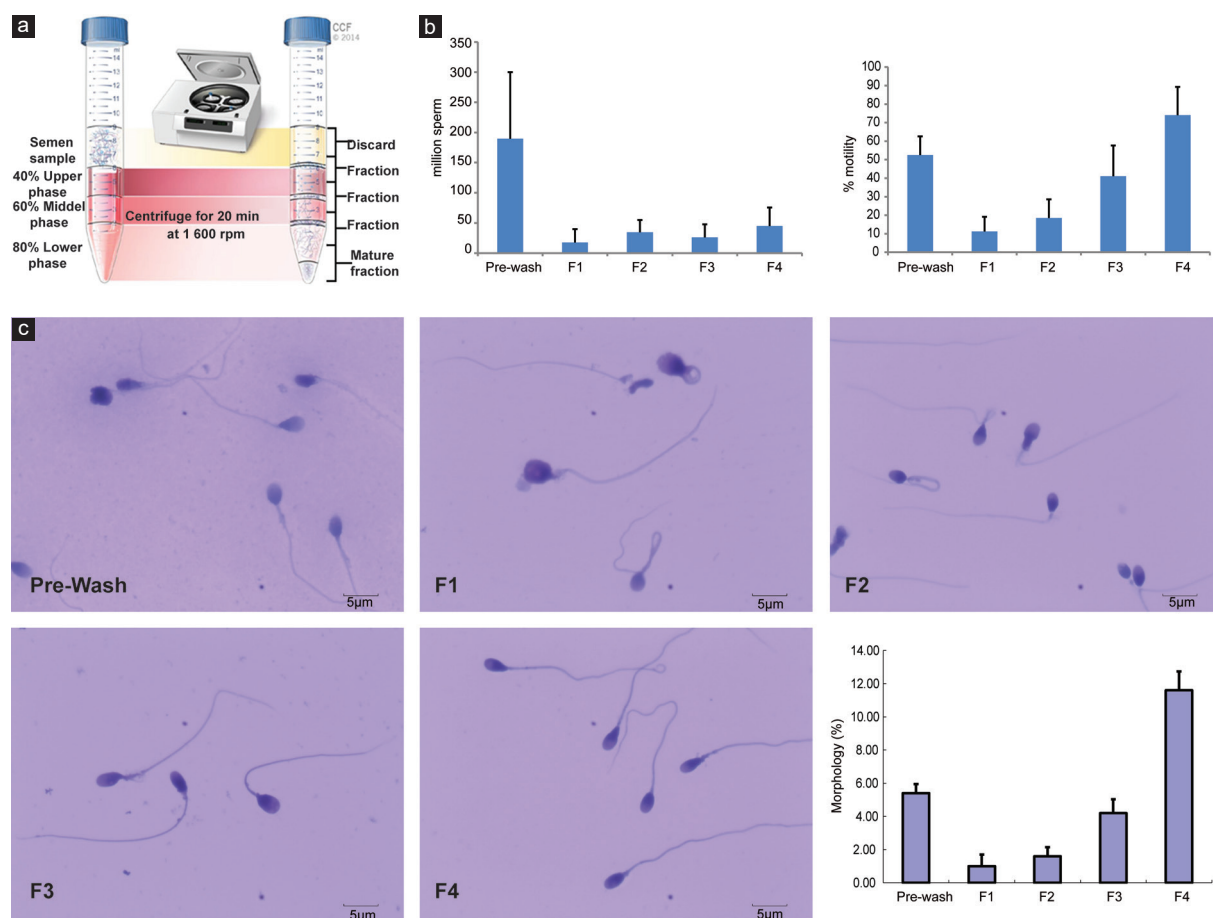 a
CCF
© 2014
Semen
sample
40% Upper
phase
60% Middel
phase
80% Lower
phase
Centrifuge for 20 min
at 1 600 rpm
Discard
Fraction
Fraction
Fraction
Mature
fraction
b
million sperm
350
300
250
200
150
100
50
0
Pre-wash F1 F2 F3 F4
% motility
100
90
80
70
60
50
40
30
20
10
0
Pre-wash F1 F2 F3 F4
c
Pre-Wash
5µm
F1
5µm
F2
5µm
F3
5µm
F4
5µm
Morphology (%)
14.00
12.00
10.00
8.00
6.00
4.00
2.00
0.00
Pre-wash F1 F2 F3 F4